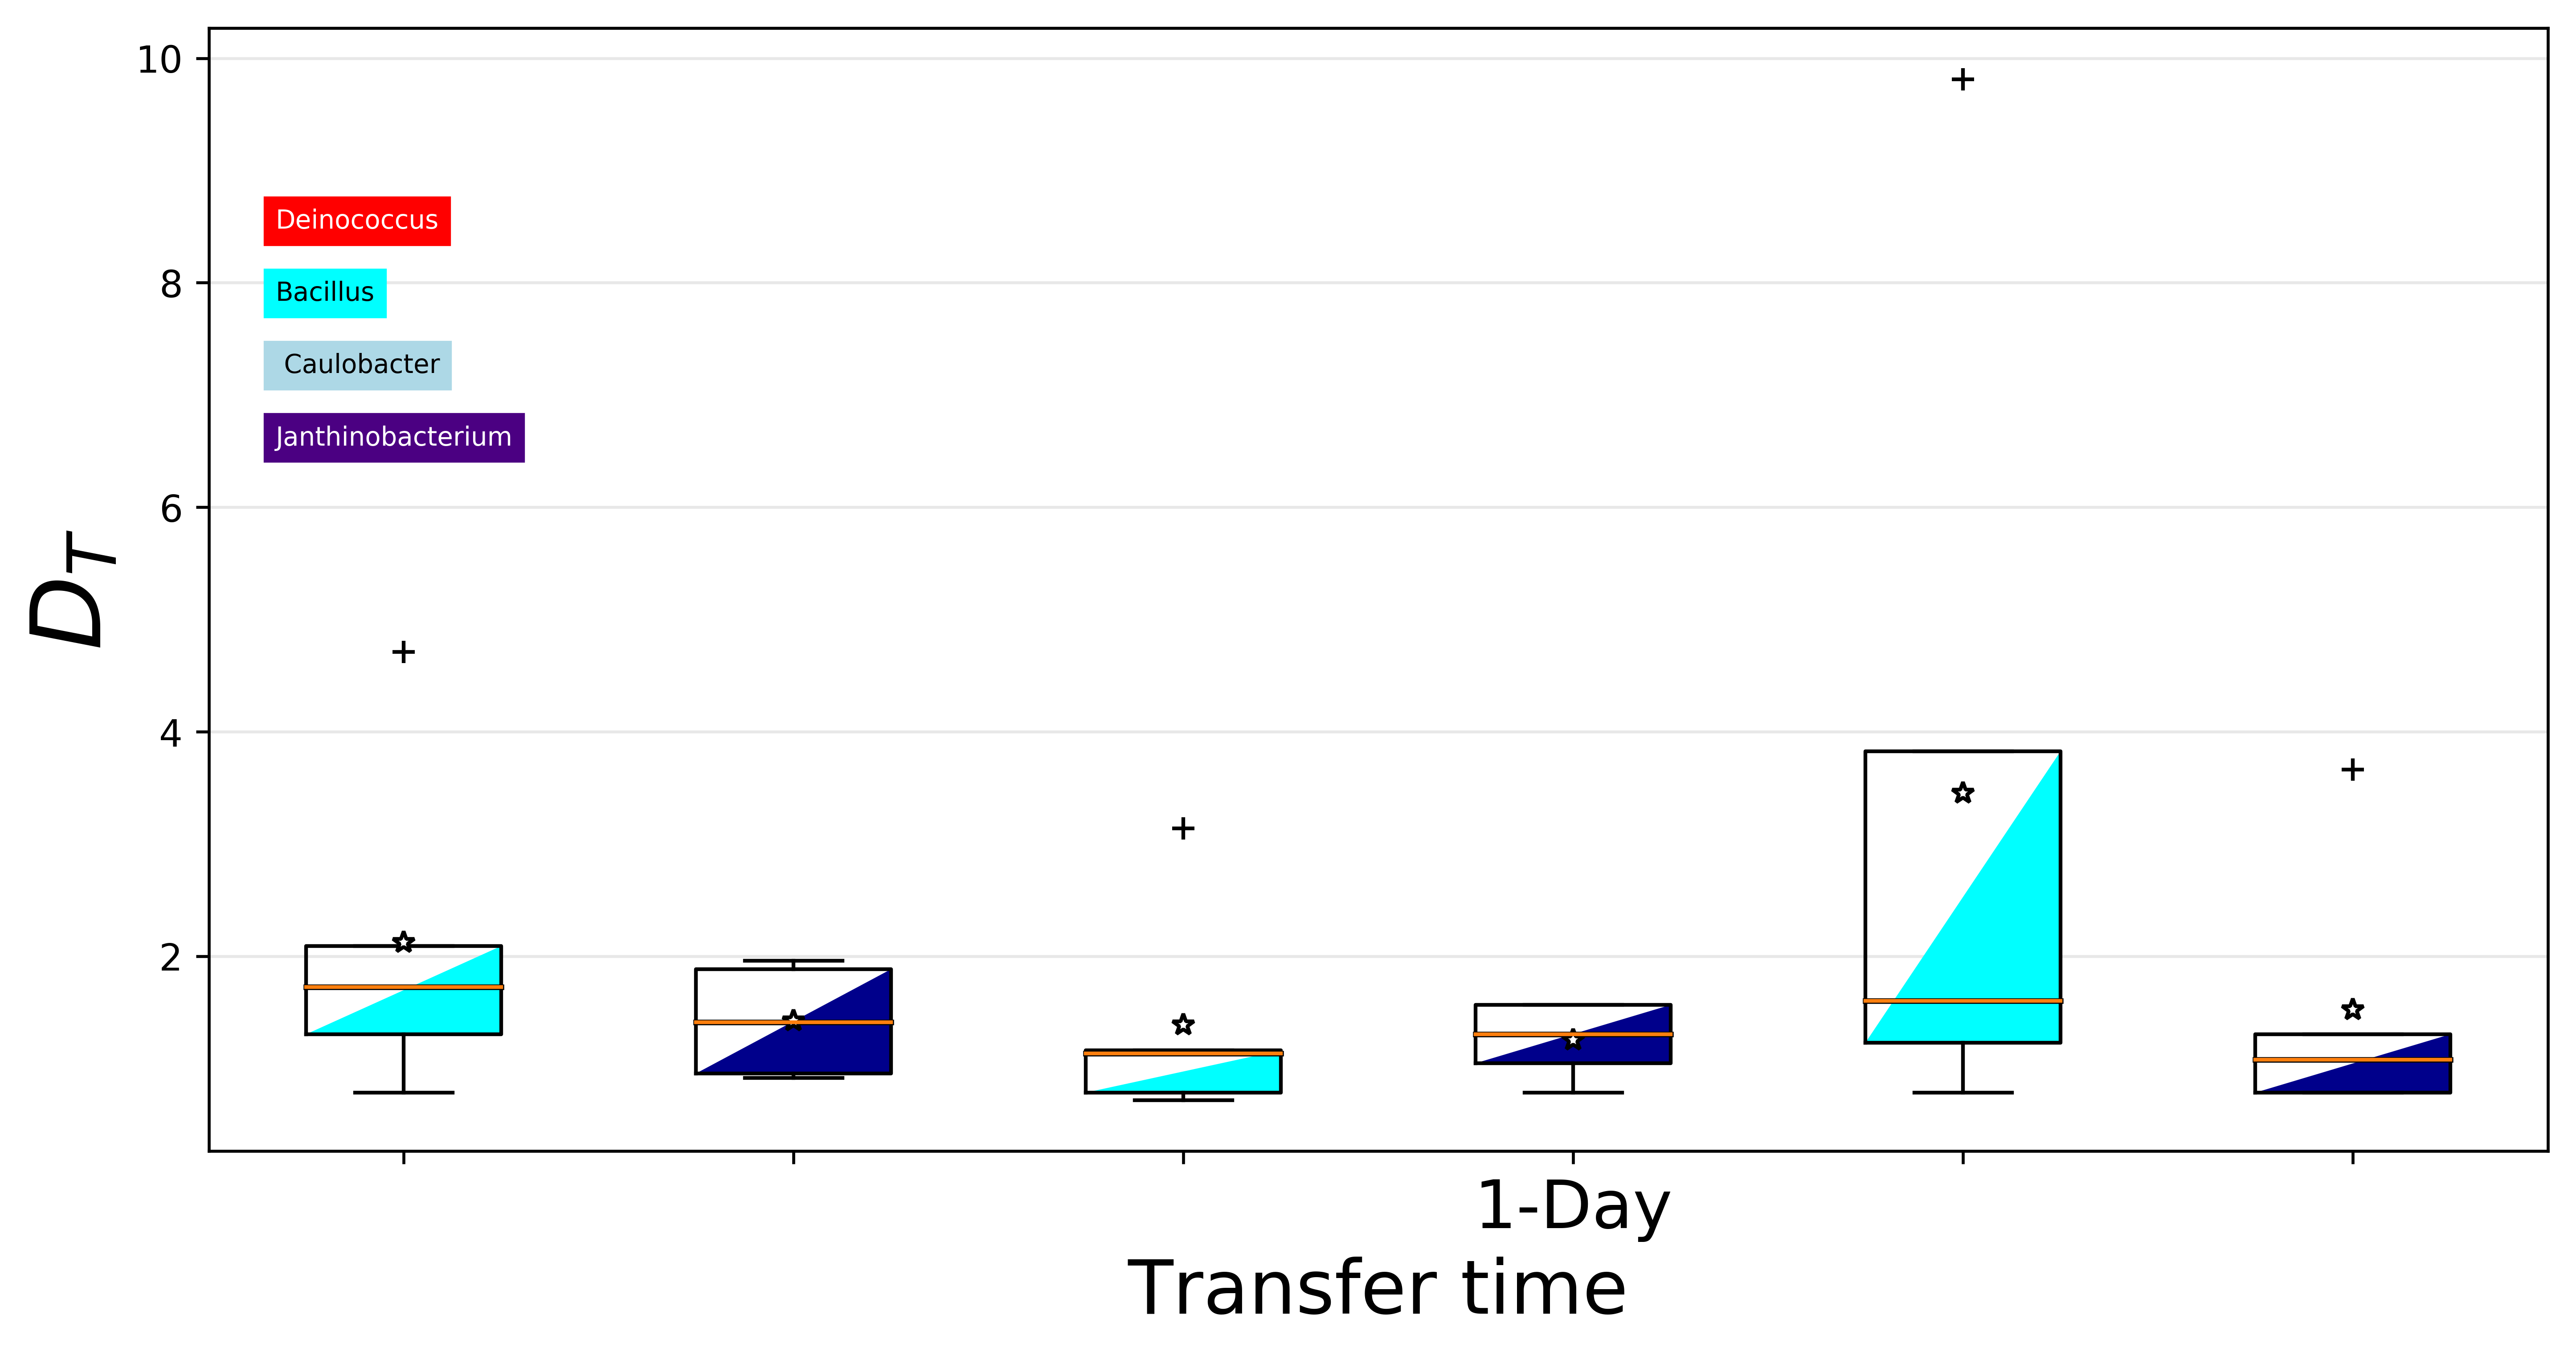 10
8
6
4
2
D_T
Deinococcus
Bacillus
Caulobacter
Janthinobacterium
1-Day
Transfer time